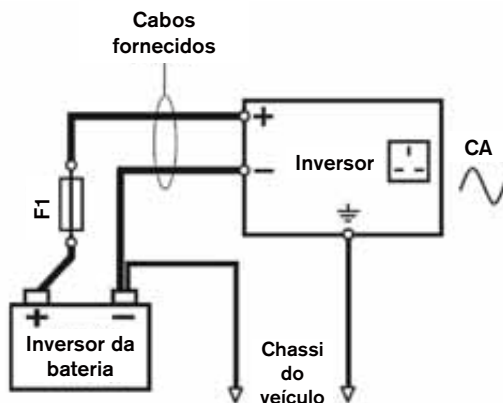 Cabos
fornecidos
+
−
Inversor
CA
F1
+ −
Inversor da
bateria
Chassi
do
veículo